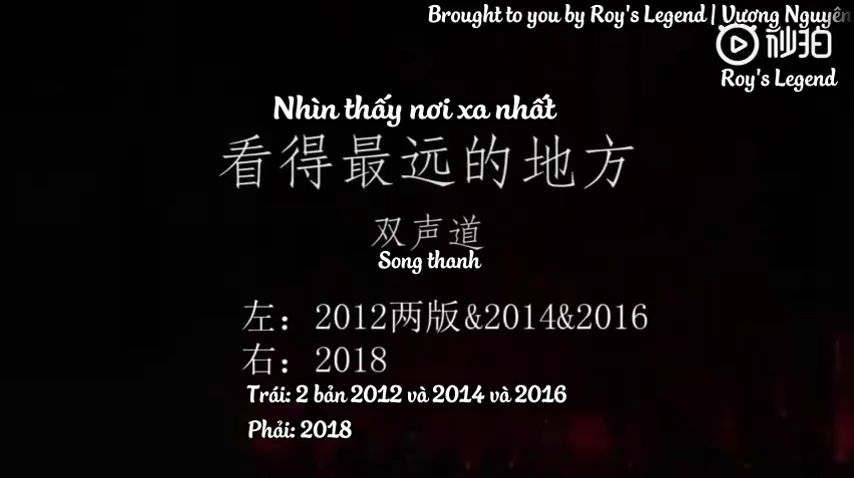 Brought to you by Roy's Legend | Vương Nguyên
秒拍
Roy's Legend
Nhìn thấy nơi xa nhất
看得最远的地方
双声道
Song thanh
左：2012两版&2014&2016
右：2018
Trái: 2 bản 2012 và 2014 và 2016
Phải: 2018